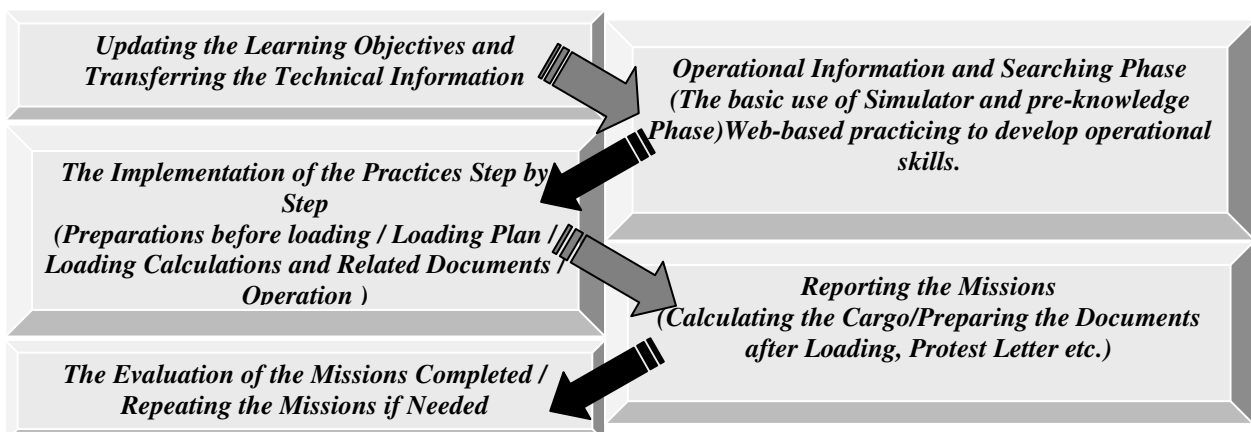 Updating the Learning Objectives and
Transferring the Technical Information
Operational Information and Searching Phase
(The basic use of Simulator and pre-knowledge
Phase)Web-based practicing to develop operational
skills.
The Implementation of the Practices Step by
Step
(Preparations before loading / Loading Plan /
Loading Calculations and Related Documents /
Operation )
Reporting the Missions
(Calculating the Cargo/Preparing the Documents
after Loading, Protest Letter etc.)
The Evaluation of the Missions Completed /
Repeating the Missions if Needed